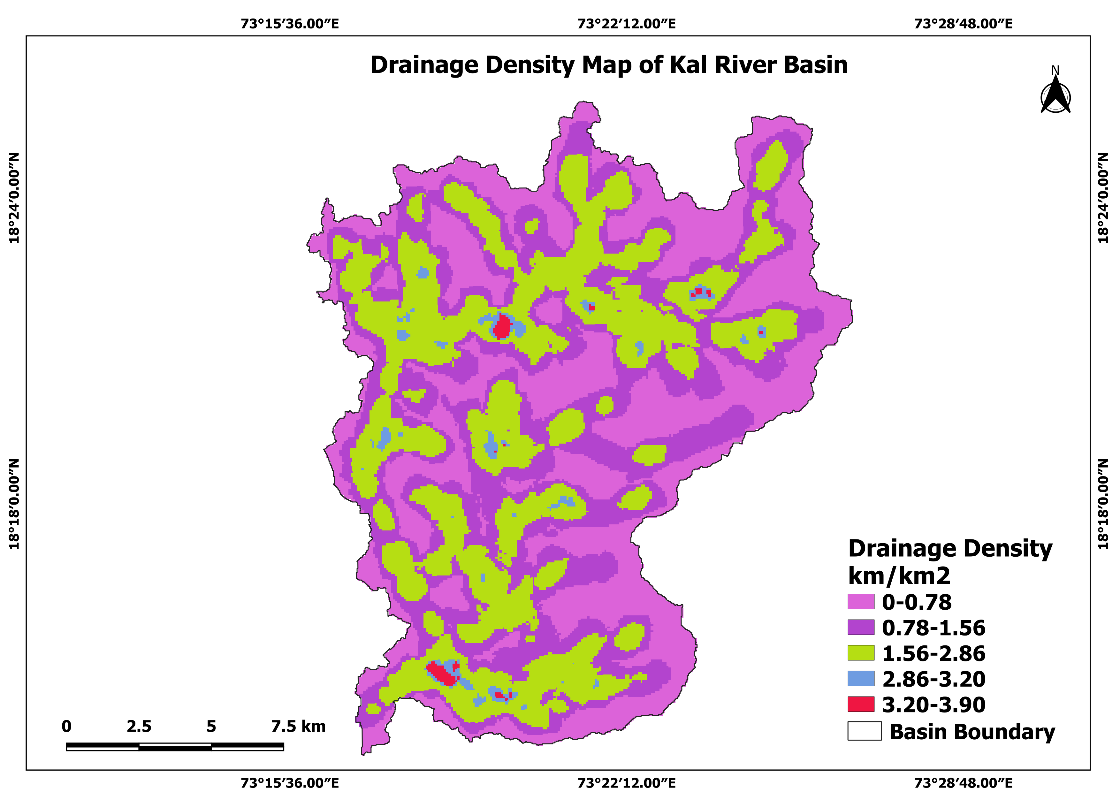 73°15′36.00″E 73°22′12.00″E 73°28′48.00″E
Drainage Density Map of Kal River Basin
N
18°24′0.00″N 18°24′0.00″N
18°18′0.00″N 18°18′0.00″N
Drainage Density
km/km2
0-0.78
0.78-1.56
1.56-2.86
2.86-3.20
3.20-3.90
Basin Boundary
0 2.5 5 7.5 km
73°15′36.00″E 73°22′12.00″E 73°28′48.00″E